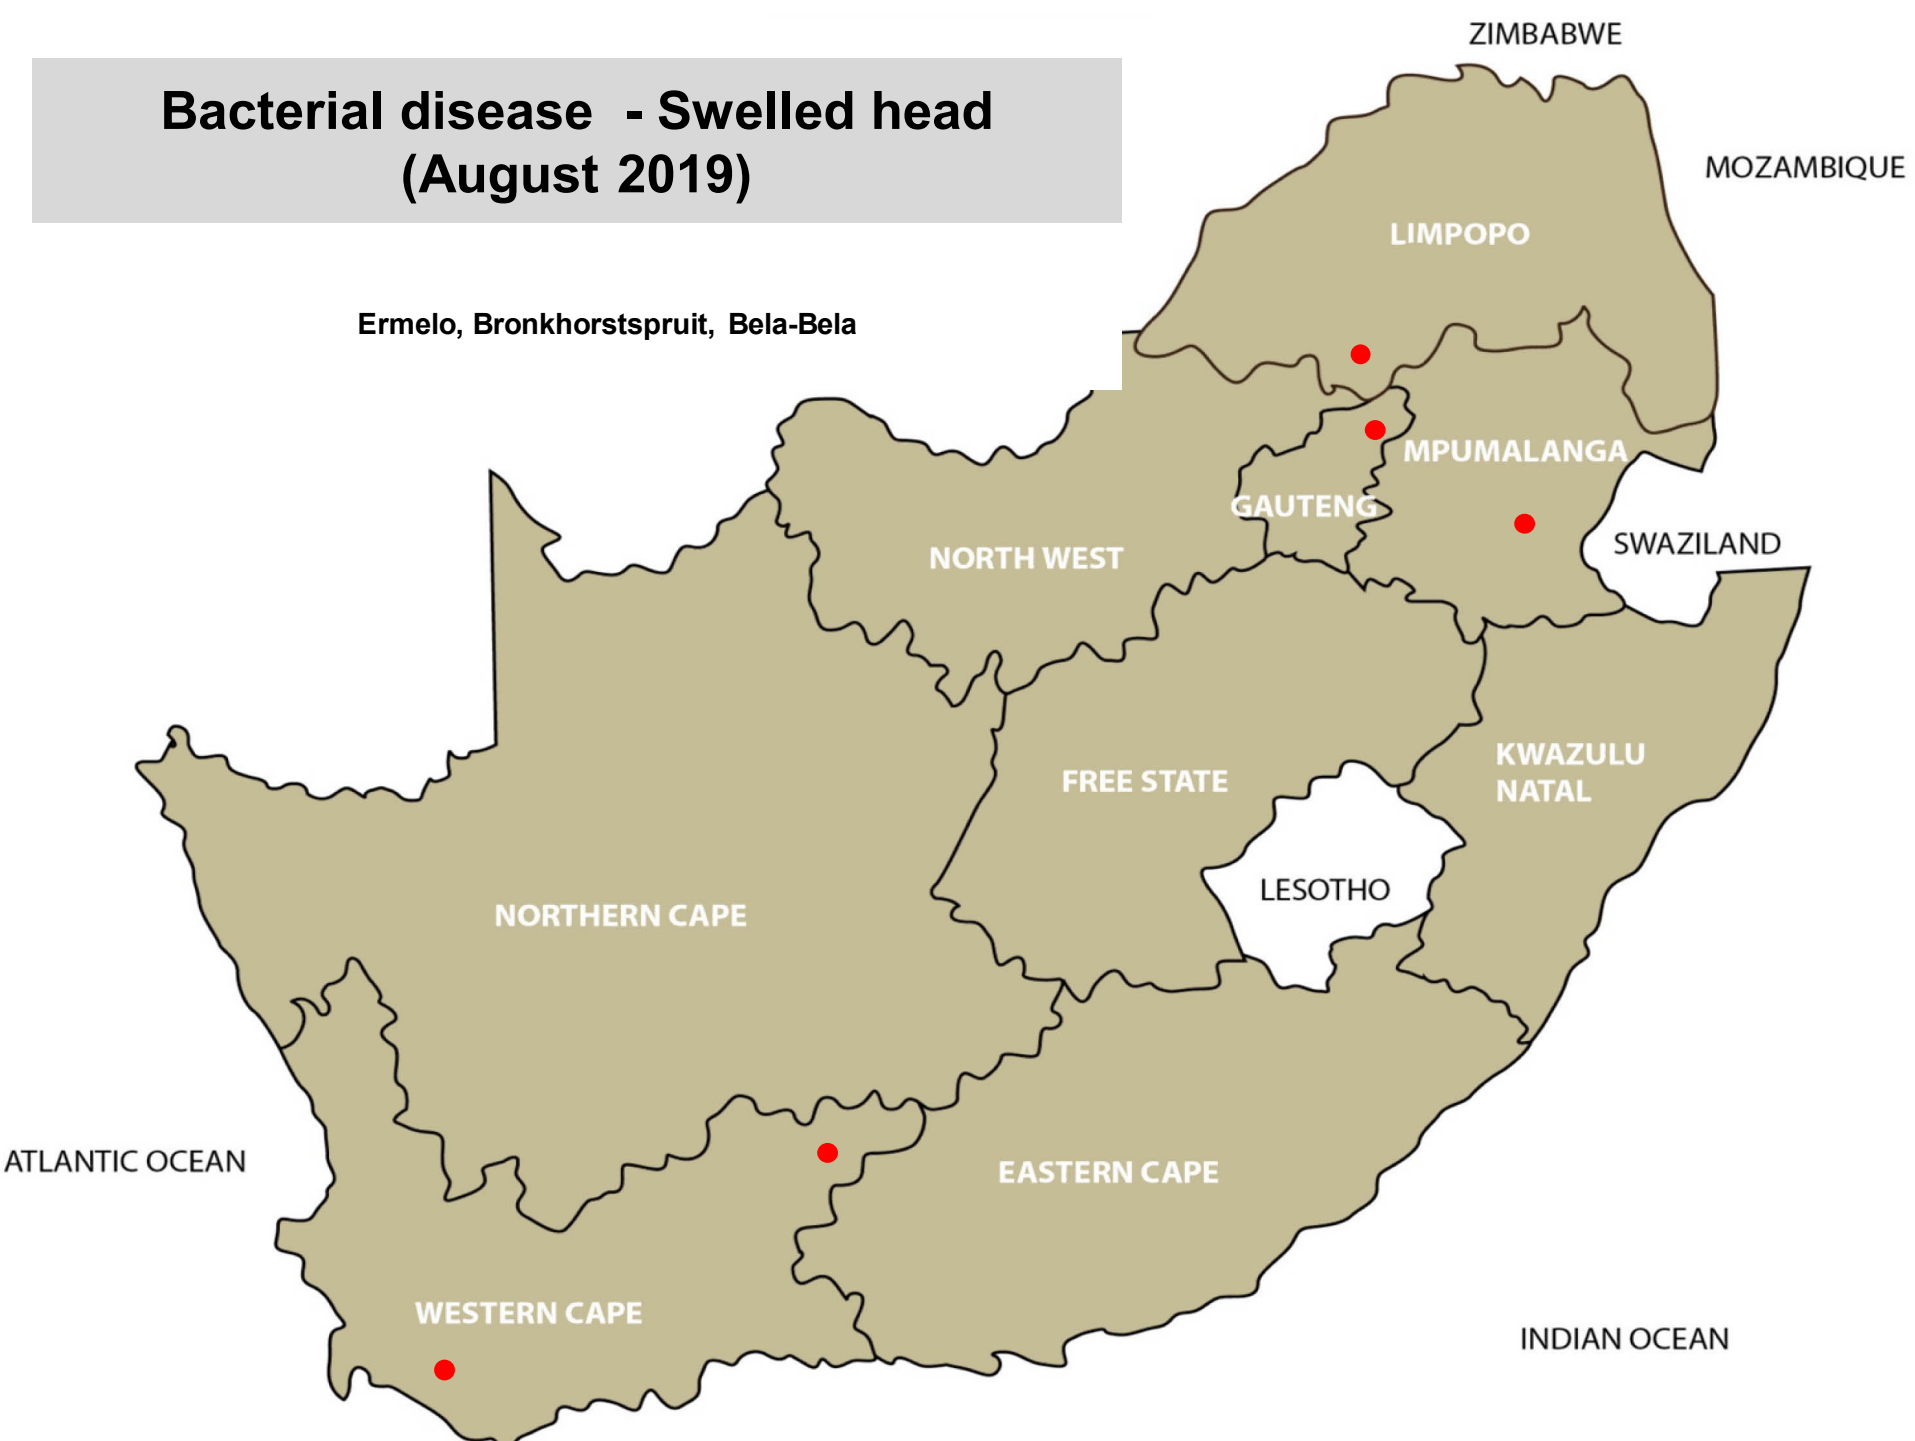 ZIMBABWE
Bacterial disease - Swelled head
(August 2019)
MOZAMBIQUE
LIMPOPO
Ermelo, Bronkhorstspruit, Bela-Bela
MPUMALANGA
GAUTENG
SWAZILAND
NORTH WEST
KWAZULU
NATAL
FREE STATE
LESOTHO
NORTHERN CAPE
ATLANTIC OCEAN
EASTERN CAPE
WESTERN CAPE
INDIAN OCEAN